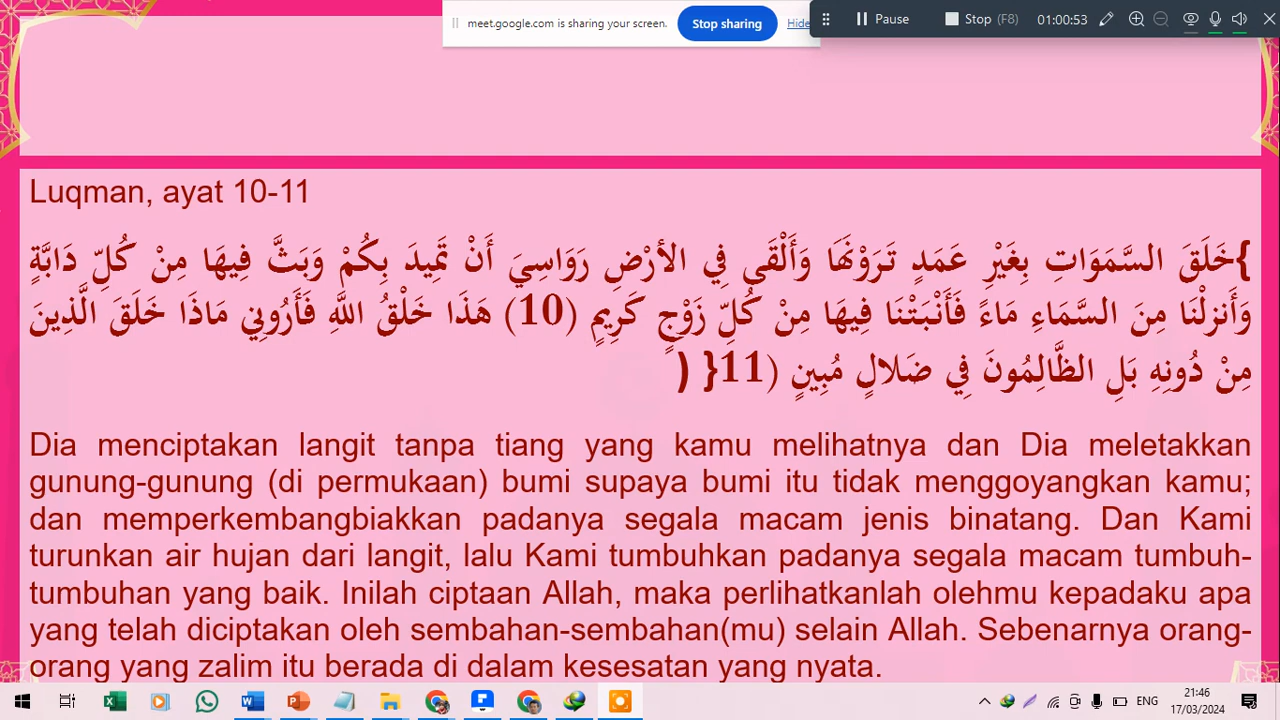 meet.google.com is sharing your screen.
Stop sharing
Hide
Pause
Stop (F8)
01:00:53
Luqman, ayat 10-11
}خَلَقَ السَّمَوَاتِ بِغَيْرِ عَمَدٍ تَرَوْنَهَا وَأَلْقَى فِي الأرْضِ رَوَاسِيَ أَنْ تَمِيدَ بِكُمْ وَبَثَّ فِيهَا مِنْ كُلِّ دَابَّةٍ
وَأَنزلْنَا مِنَ السَّمَاءِ مَاءً فَأَنْبَتْنَا فِيهَا مِنْ كُلِّ زَوْجٍ كَرِيمٍ (10) هَذَا خَلْقُ اللَّهِ فَأَرُونِي مَاذَا خَلَقَ الَّذِينَ
مِنْ دُونِهِ بَلِ الظَّالِمُونَ فِي ضَلالٍ مُبِينٍ (11{ (
Dia menciptakan langit tanpa tiang yang kamu melihatnya dan Dia meletakkan
gunung-gunung (di permukaan) bumi supaya bumi itu tidak menggoyangkan kamu;
dan memperkembangbiakkan padanya segala macam jenis binatang. Dan Kami
turunkan air hujan dari langit, lalu Kami tumbuhkan padanya segala macam tumbuh-
tumbuhan yang baik. Inilah ciptaan Allah, maka perlihatkanlah olehmu kepadaku apa
yang telah diciptakan oleh sembahan-sembahan(mu) selain Allah. Sebenarnya orang-
orang yang zalim itu berada di dalam kesesatan yang nyata.
ENG
21:46
17/03/2024